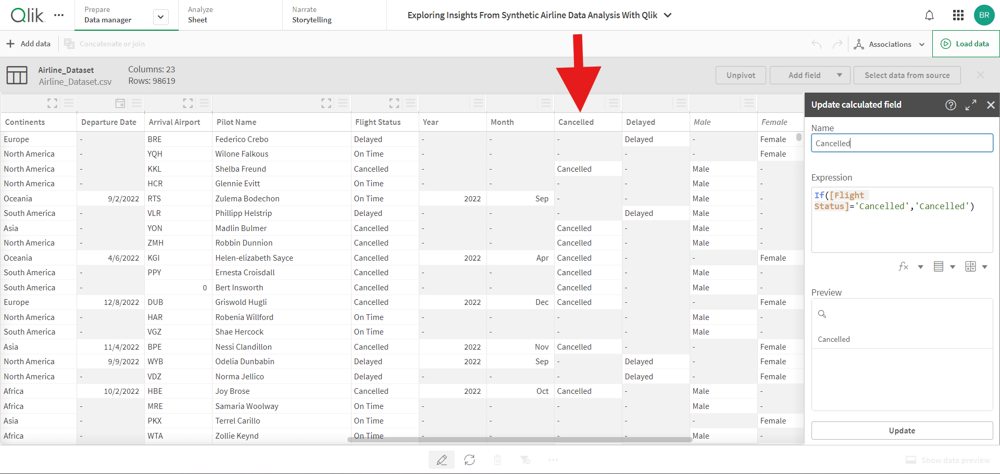 Qlik
Prepare
Data manager
Analyze
Sheet
Narrate
Storytelling
Exploring Insights From Synthetic Airline Data Analysis With Qlik
BR
Add data
Concatenate or join
Associations
Load data
Airline_Dataset
Airline_Dataset.csv
Columns: 23
Rows: 98619
Unpivot
Add field
Select data from source
Continents Departure Date Arrival Airport Pilot Name Flight Status Year Month Cancelled Delayed Male Female
Europe - BRE Federico Crebo Delayed - - - Delayed - Female
North America - YQH Wilone Falkous On Time - - - - - Female
North America - KKL Shelba Freund Cancelled - - Cancelled - Male -
North America - HCR Glennie Evitt On Time - - - - Male -
Oceania 9/2/2022 RTS Zulema Bodechon On Time 2022 Sep - - Male -
South America - VLR Phillipp Helstrip Delayed - - - Delayed Male -
Asia - YON Madlin Bulmer Cancelled - - Cancelled - Male -
North America - ZMH Robbin Dunnion Cancelled - - Cancelled - Male -
Oceania 4/6/2022 KGI Helen-elizabeth Sayce Cancelled 2022 Apr Cancelled - - Female
South America - PPY Ernesta Croisdall Cancelled - - Cancelled - Male -
South America - 0 Bert Insworth Cancelled - - Cancelled - Male -
Europe 12/8/2022 DUB Griswold Hugli Cancelled 2022 Dec Cancelled - - Female
North America - HAR Robenia Willford On Time - - - - Male -
South America - VGZ Shae Hercock On Time - - - - Male -
Asia 11/4/2022 BPE Nessi Clandillon Cancelled 2022 Nov Cancelled - - Female
North America 9/9/2022 WYB Odelia Dunbabin Delayed 2022 Sep - Delayed - Female
North America - VDZ Norma Jellico Delayed - - - Delayed - Female
Africa 10/2/2022 HBE Joy Brose Cancelled 2022 Oct Cancelled - Male -
Africa - MRE Samaria Woolway On Time - - - - Male -
Asia - PKX Terrel Carillo On Time - - - - - Female
Africa - WTA Zollie Keynd On Time - - - - Male -
Update calculated field
Name
Cancelled
Expression
If([Flight
Status]='Cancelled','Cancelled')
fx
Preview
Cancelled
Update
Show data preview